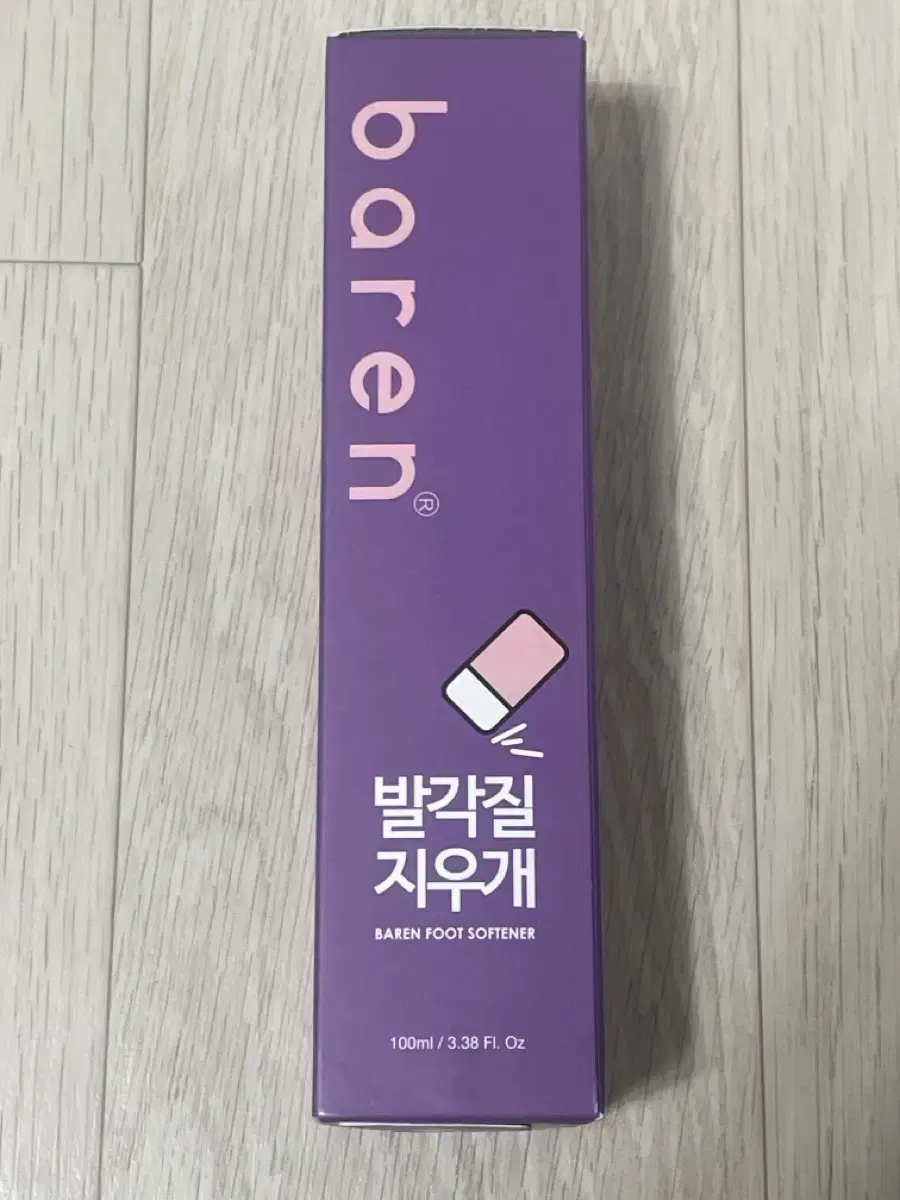 baren®
발각질
지우개
BAREN FOOT SOFTENER
100ml / 3.38 Fl. Oz